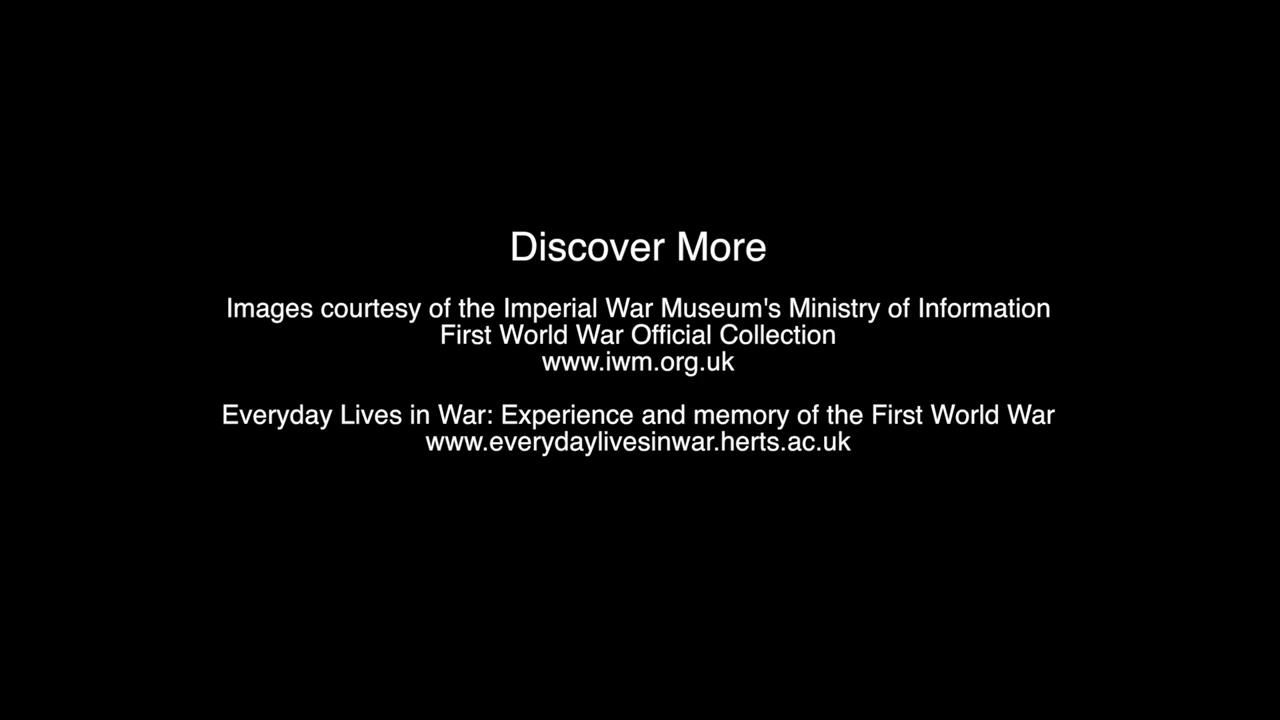 Discover More
Images courtesy of the Imperial War Museum's Ministry of Information
First World War Official Collection
www.iwm.org.uk
Everyday Lives in War: Experience and memory of the First World War
www.everydaylivesinwar.herts.ac.uk